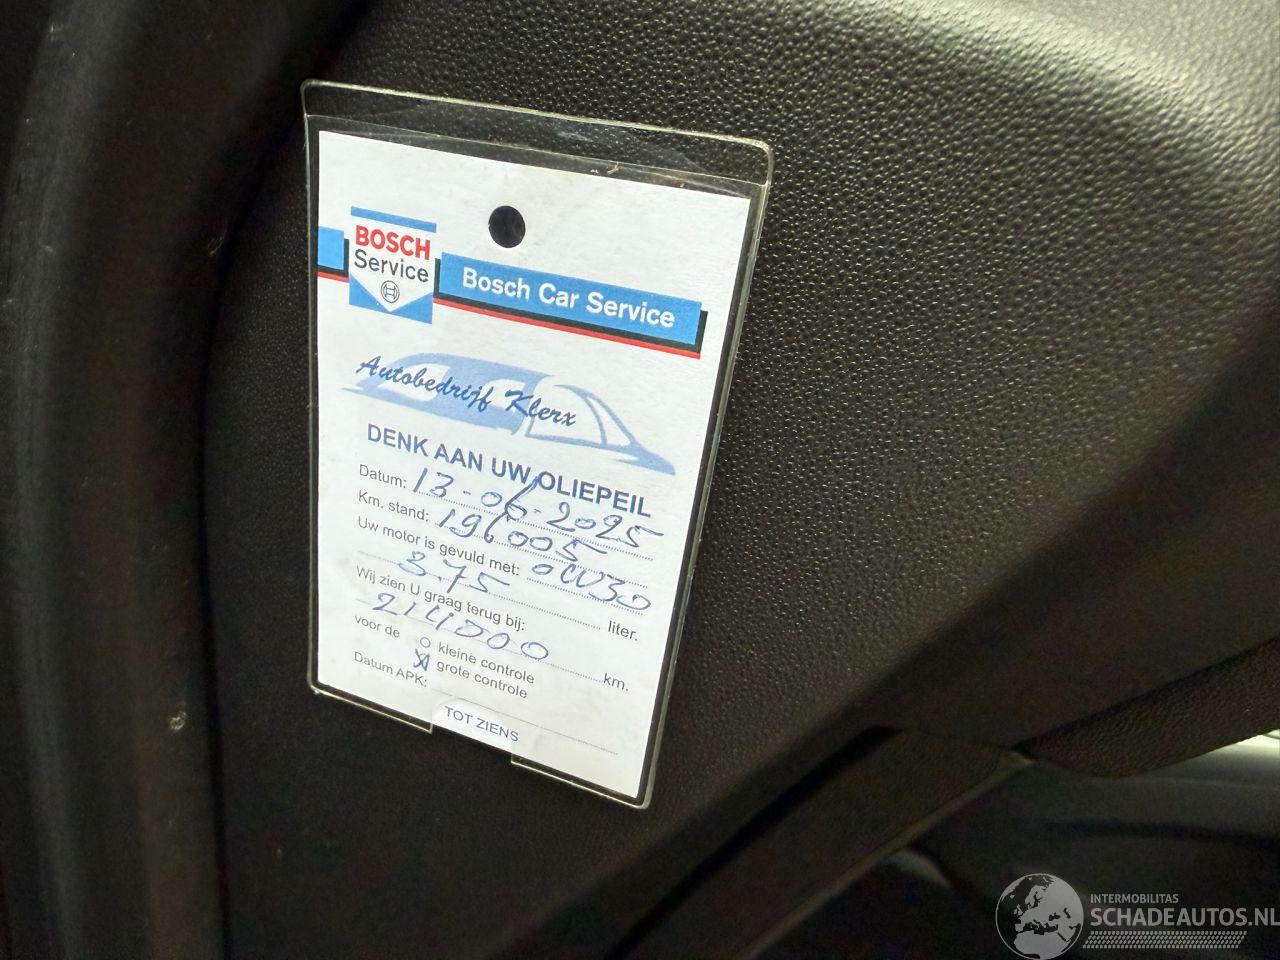 BOSCH
Service
Bosch Car Service
Autobedrijf Klerx
DENK AAN UW OLIEPEIL
Datum: 13-06-2025
Km. stand: 196005
Uw motor is gevuld met: 0W30
3.75 liter.
Wij zien U graag terug bij:
214000 km.
voor de O kleine controle
grote controle
Datum APK:
TOT ZIENS
INTERMOBILITAS
SCHADEAUTOS.NL